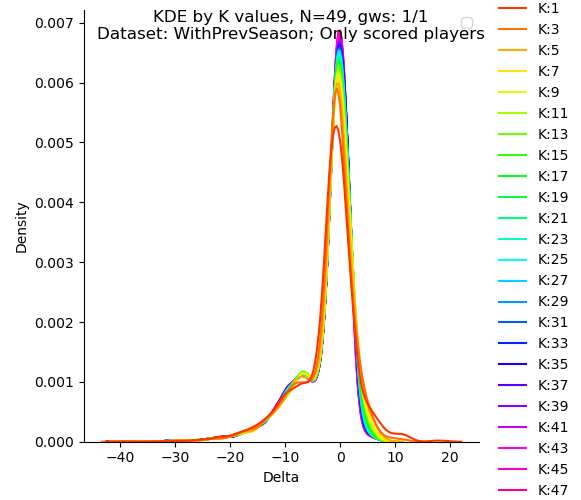 KDE by K values, N=49, gws: 1/1
Dataset: WithPrevSeason; Only scored players
Density
0.007
0.006
0.005
0.004
0.003
0.002
0.001
0.000
−40
−30
−20
−10
0
10
20
Delta
K:1
K:3
K:5
K:7
K:9
K:11
K:13
K:15
K:17
K:19
K:21
K:23
K:25
K:27
K:29
K:31
K:33
K:35
K:37
K:39
K:41
K:43
K:45
K:47